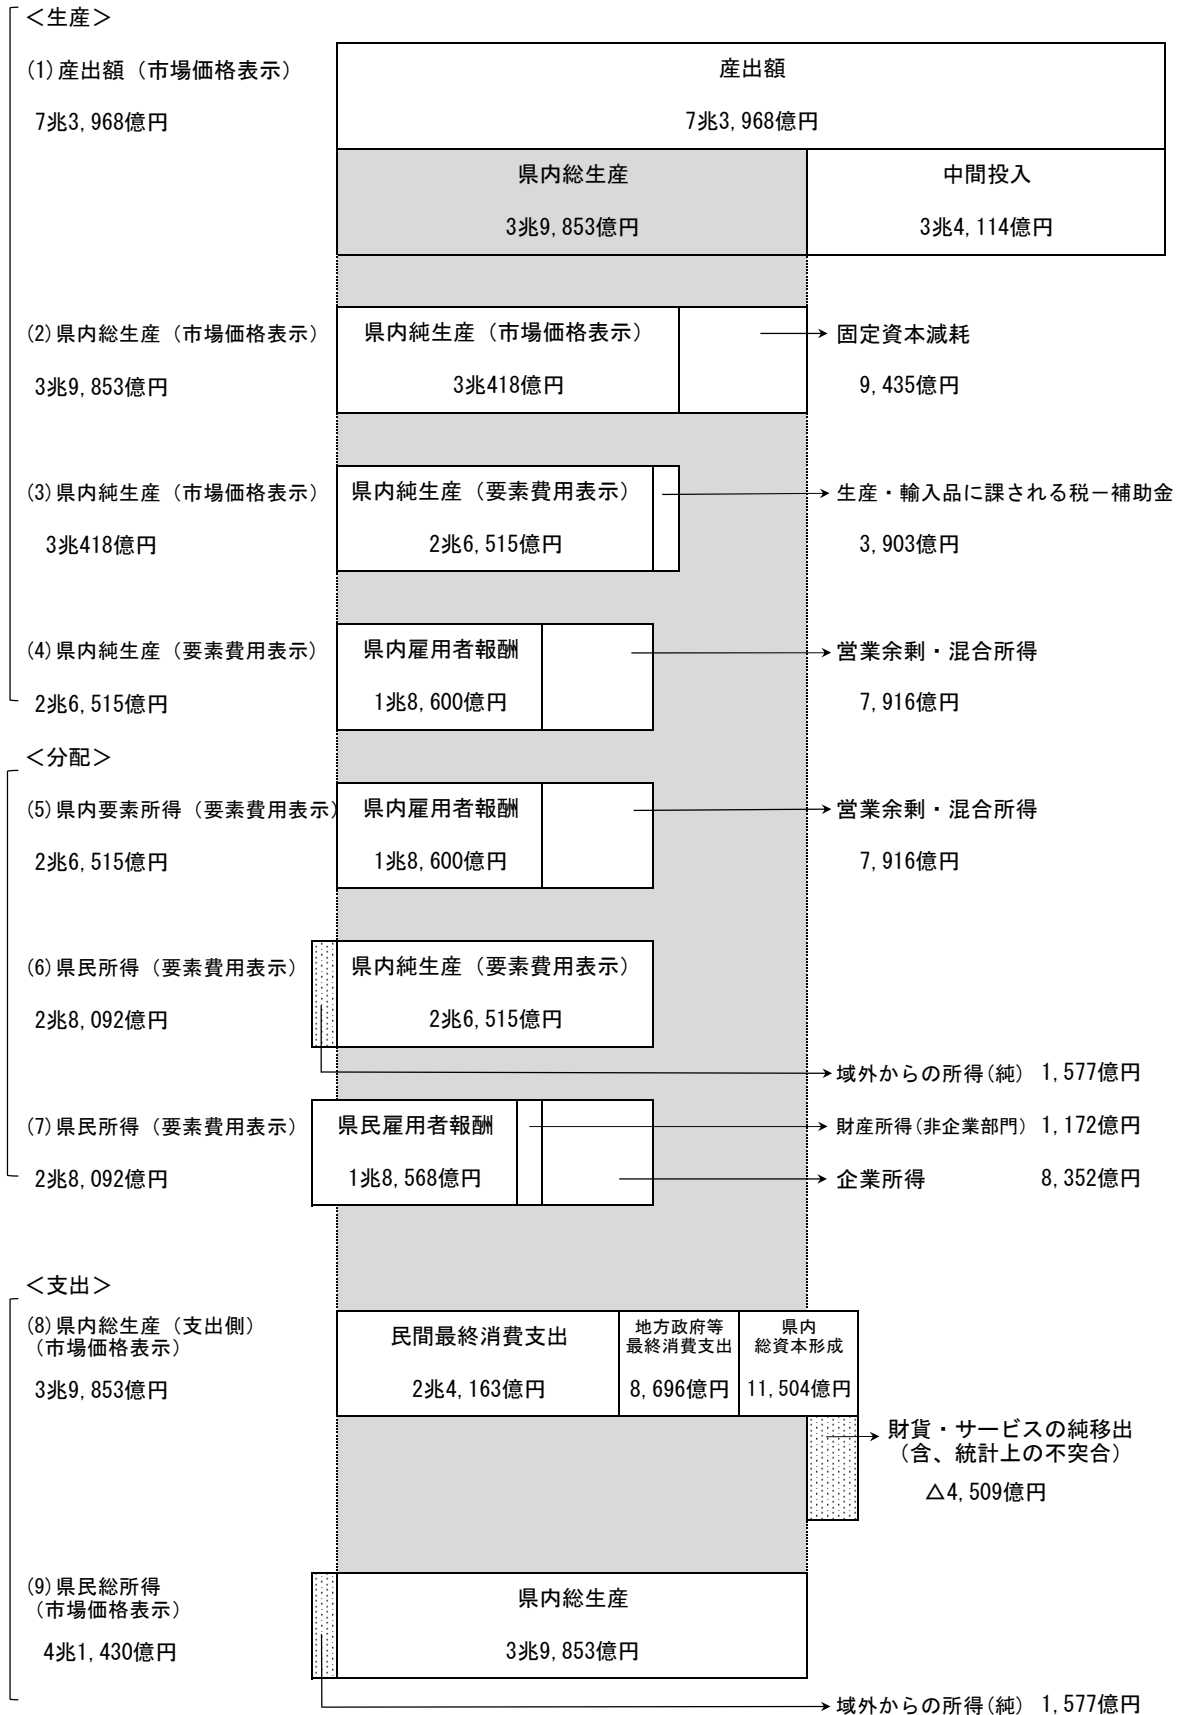 ＜生産＞
(1)産出額（市場価格表示）
7兆3,968億円
産出額
7兆3,968億円
県内総生産
3兆9,853億円
中間投入
3兆4,114億円
(2)県内総生産（市場価格表示）
3兆9,853億円
県内純生産（市場価格表示）
3兆418億円
固定資本減耗
9,435億円
(3)県内純生産（市場価格表示）
3兆418億円
県内純生産（要素費用表示）
2兆6,515億円
生産・輸入品に課される税－補助金
3,903億円
(4)県内純生産（要素費用表示）
2兆6,515億円
県内雇用者報酬
1兆8,600億円
営業余剰・混合所得
7,916億円
＜分配＞
(5)県内要素所得（要素費用表示）
2兆6,515億円
県内雇用者報酬
1兆8,600億円
営業余剰・混合所得
7,916億円
(6)県民所得（要素費用表示）
2兆8,092億円
県内純生産（要素費用表示）
2兆6,515億円
域外からの所得(純) 1,577億円
(7)県民所得（要素費用表示）
2兆8,092億円
県民雇用者報酬
1兆8,568億円
財産所得(非企業部門) 1,172億円
企業所得 8,352億円
＜支出＞
(8)県内総生産（支出側）
（市場価格表示）
3兆9,853億円
民間最終消費支出
2兆4,163億円
地方政府等
最終消費支出
8,696億円
県内
総資本形成
11,504億円
財貨・サービスの純移出
（含、統計上の不突合）
△4,509億円
(9)県民総所得
（市場価格表示）
4兆1,430億円
県内総生産
3兆9,853億円
域外からの所得(純) 1,577億円